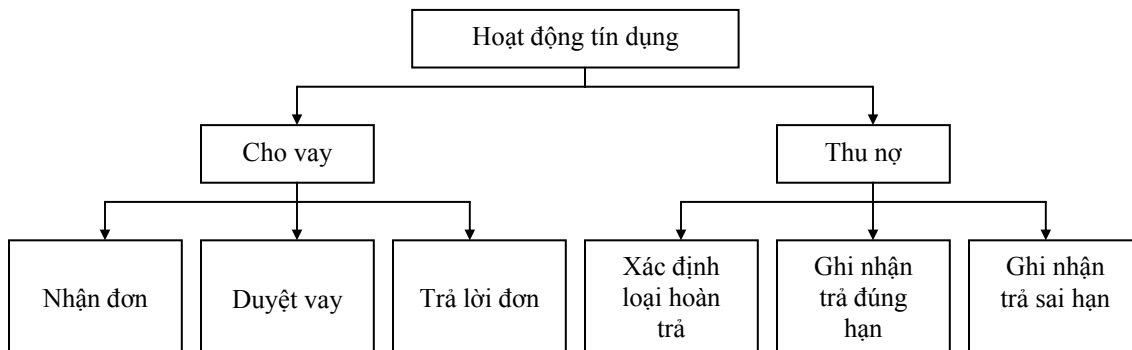 Hoạt động tín dụng
Cho vay
Thu nợ
Nhận đơn
Duyệt vay
Trả lời đơn
Xác định
loại hoàn
trả
Ghi nhận
trả đúng
hạn
Ghi nhận
trả sai hạn